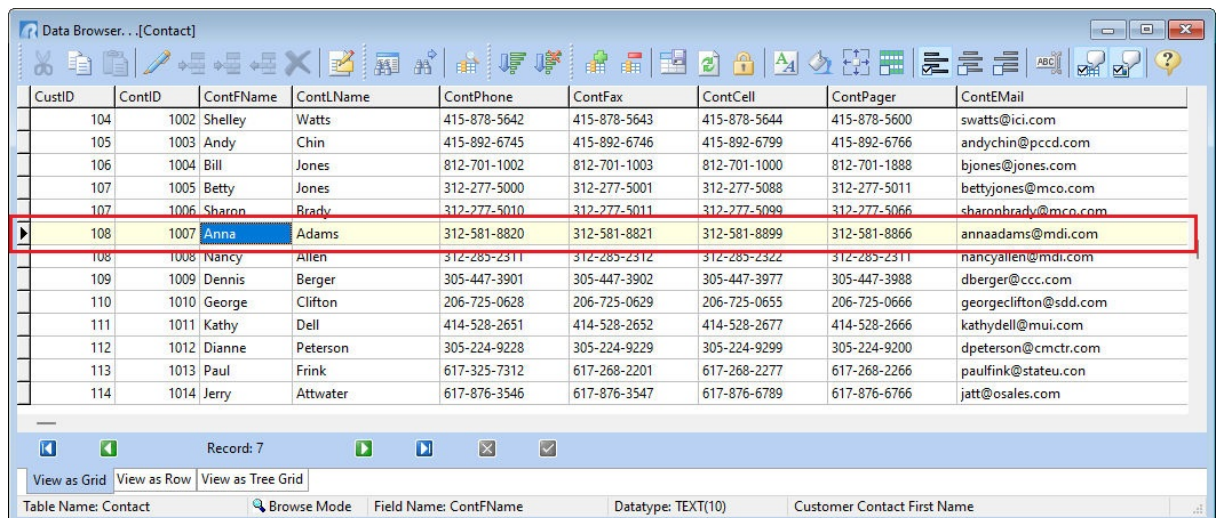 Data Browser. . .[Contact]
ABC
CustID ContID ContFName ContLName ContPhone ContFax ContCell ContPager ContEMail
104 1002 Shelley Watts 415-878-5642 415-878-5643 415-878-5644 415-878-5600 swatts@ici.com
105 1003 Andy Chin 415-892-6745 415-892-6746 415-892-6799 415-892-6766 andychin@pccd.com
106 1004 Bill Jones 812-701-1002 812-701-1003 812-701-1000 812-701-1888 bjones@jones.com
107 1005 Betty Jones 312-277-5000 312-277-5001 312-277-5088 312-277-5011 bettyjones@mco.com
107 1006 Sharon Brady 312-277-5010 312-277-5011 312-277-5099 312-277-5066 sharonbrady@mco.com
108 1007 Anna Adams 312-581-8820 312-581-8821 312-581-8899 312-581-8866 annaadams@mdi.com
108 1008 Nancy Allen 312-285-2311 312-285-2312 312-285-2322 312-285-2311 nancyallen@mdi.com
109 1009 Dennis Berger 305-447-3901 305-447-3902 305-447-3977 305-447-3988 dberger@ccc.com
110 1010 George Clifton 206-725-0628 206-725-0629 206-725-0655 206-725-0666 georgeclifton@sdd.com
111 1011 Kathy Dell 414-528-2651 414-528-2652 414-528-2677 414-528-2666 kathydell@mui.com
112 1012 Dianne Peterson 305-224-9228 305-224-9229 305-224-9299 305-224-9200 dpeterson@cmctr.com
113 1013 Paul Frink 617-325-7312 617-268-2201 617-268-2277 617-268-2266 paulfink@stateu.con
114 1014 Jerry Attwater 617-876-3546 617-876-3547 617-876-6789 617-876-6766 jatt@osales.com
Record: 7
View as Grid View as Row View as Tree Grid
Table Name: Contact Browse Mode Field Name: ContFName Datatype: TEXT(10) Customer Contact First Name